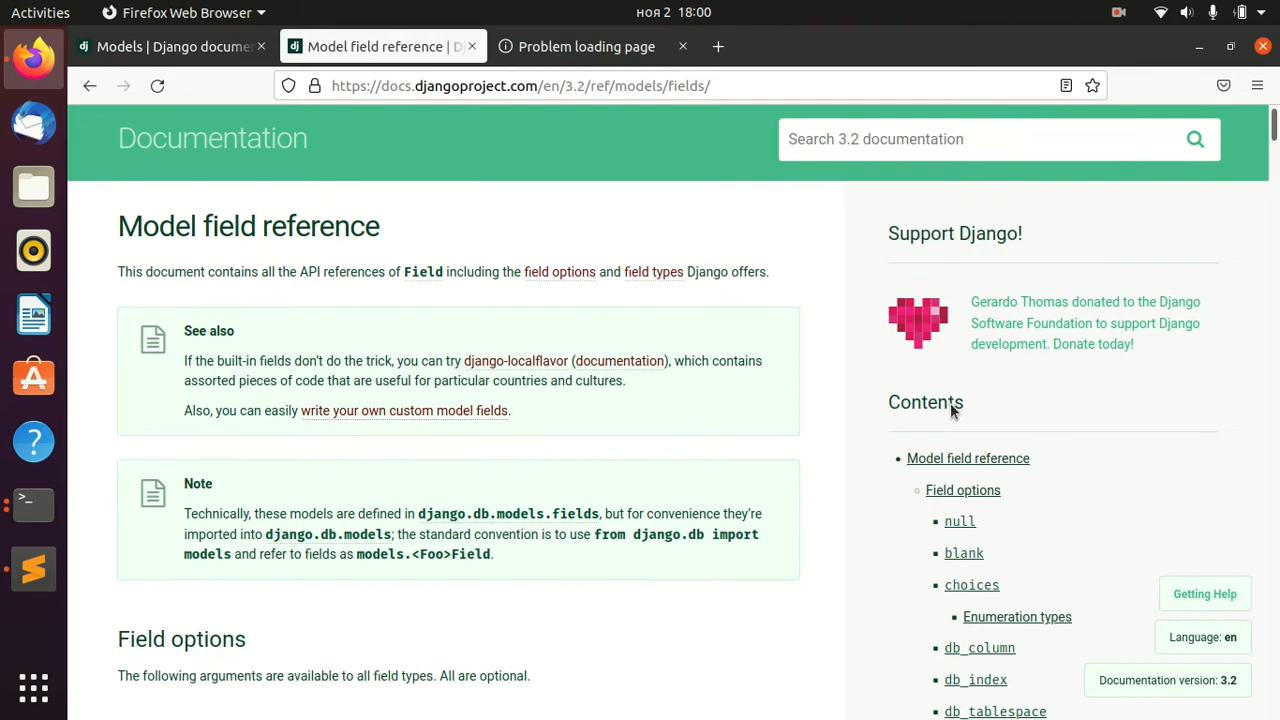 Activities
Firefox Web Browser
ноя 2 18:00
Models | Django docume
Model field reference | D
Problem loading page
https://docs.djangoproject.com/en/3.2/ref/models/fields/
Documentation
Search 3.2 documentation
Model field reference
This document contains all the API references of Field including the field options and field types Django offers.
See also
If the built-in fields don't do the trick, you can try django-localflavor (documentation), which contains
assorted pieces of code that are useful for particular countries and cultures.
Also, you can easily write your own custom model fields.
Note
Technically, these models are defined in django.db.models.fields, but for convenience they're
imported into django.db.models; the standard convention is to use from django.db import
models and refer to fields as models.<Foo>Field.
Field options
The following arguments are available to all field types. All are optional.
Support Django!
Gerardo Thomas donated to the Django
Software Foundation to support Django
development. Donate today!
Contents
Model field reference
Field options
null
blank
choices
Enumeration types
db_column
db_index
db_tablespace
Getting Help
Language: en
Documentation version: 3.2